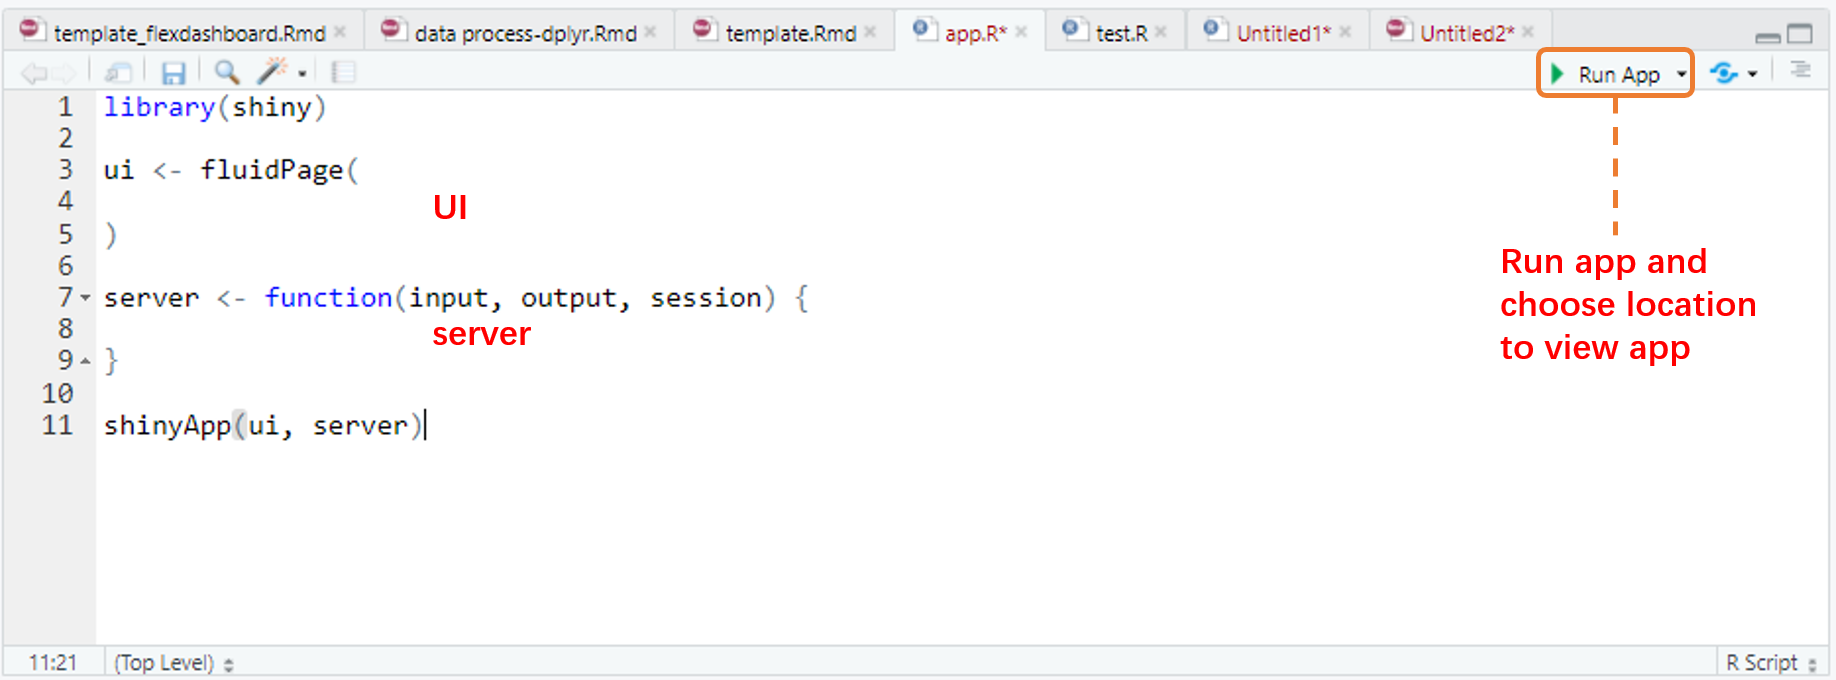 template_flexdashboard.Rmd × data process-dplyr.Rmd × template.Rmd × app.R* × test.R × Untitled1* × Untitled2* ×
Run App
1 library(shiny)
2
3 ui <- fluidPage(
4
UI
5 )
6
7 server <- function(input, output, session) {
8
server
9 }
10
11 shinyApp(ui, server)
Run app and
choose location
to view app
11:21 (Top Level) R Script